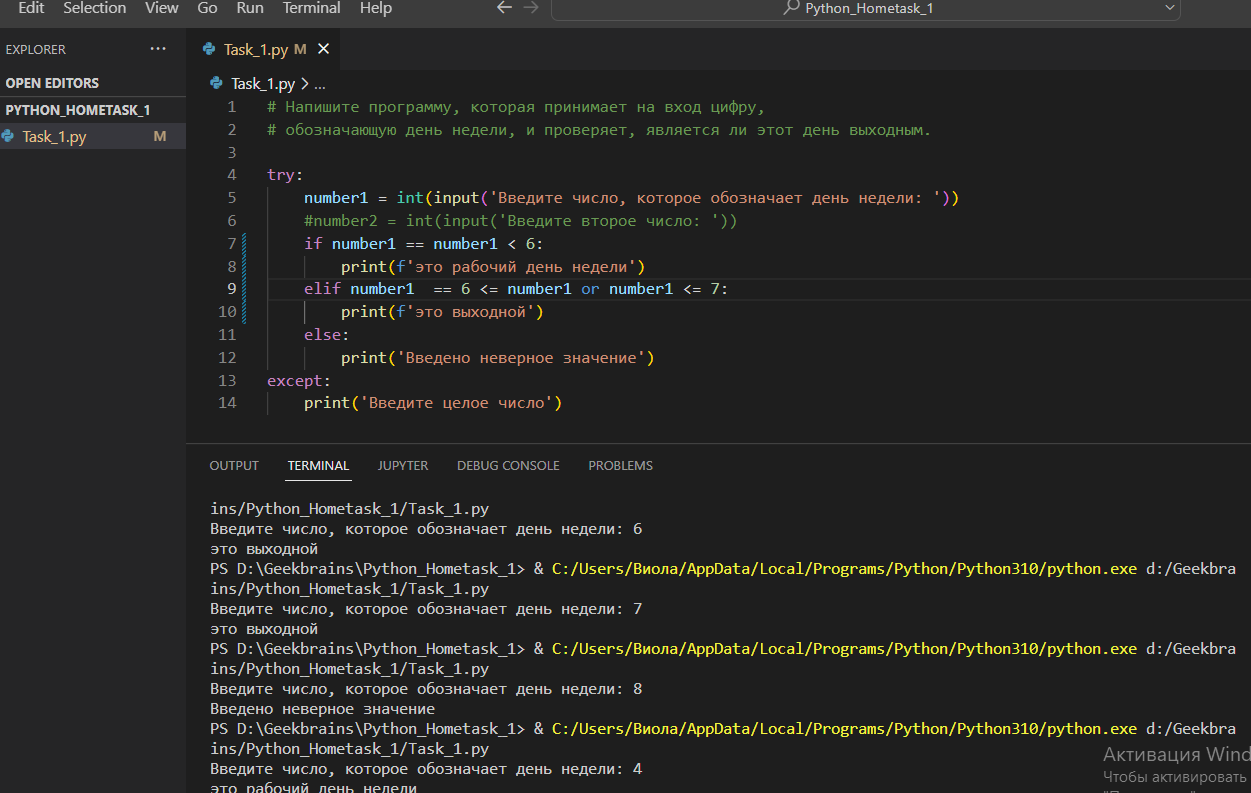 Edit Selection View Go Run Terminal Help Python_Hometask_1
EXPLORER ...
OPEN EDITORS
PYTHON_HOMETASK_1
Task_1.py M
Task_1.py M
Task_1.py > ...
1 # Напишите программу, которая принимает на вход цифру,
2 # обозначающую день недели, и проверяет, является ли этот день выходным.
3
4 try:
5 number1 = int(input('Введите число, которое обозначает день недели: '))
6 #number2 = int(input('Введите второе число: '))
7 if number1 == number1 < 6:
8 print(f'это рабочий день недели')
9 elif number1  == 6 <= number1 or number1 <= 7:
10 print(f'это выходной')
11 else:
12 print('Введено неверное значение')
13 except:
14 print('Введите целое число')
OUTPUT TERMINAL JUPYTER DEBUG CONSOLE PROBLEMS
ins/Python_Hometask_1/Task_1.py
Введите число, которое обозначает день недели: 6
это выходной
PS D:\Geekbrains\Python_Hometask_1> & C:/Users/Виола/AppData/Local/Programs/Python/Python310/python.exe d:/Geekbra
ins/Python_Hometask_1/Task_1.py
Введите число, которое обозначает день недели: 7
это выходной
PS D:\Geekbrains\Python_Hometask_1> & C:/Users/Виола/AppData/Local/Programs/Python/Python310/python.exe d:/Geekbra
ins/Python_Hometask_1/Task_1.py
Введите число, которое обозначает день недели: 8
Введено неверное значение
PS D:\Geekbrains\Python_Hometask_1> & C:/Users/Виола/AppData/Local/Programs/Python/Python310/python.exe d:/Geekbra
ins/Python_Hometask_1/Task_1.py
Введите число, которое обозначает день недели: 4
это рабочий день недели
Активация Wind
Чтобы активировать